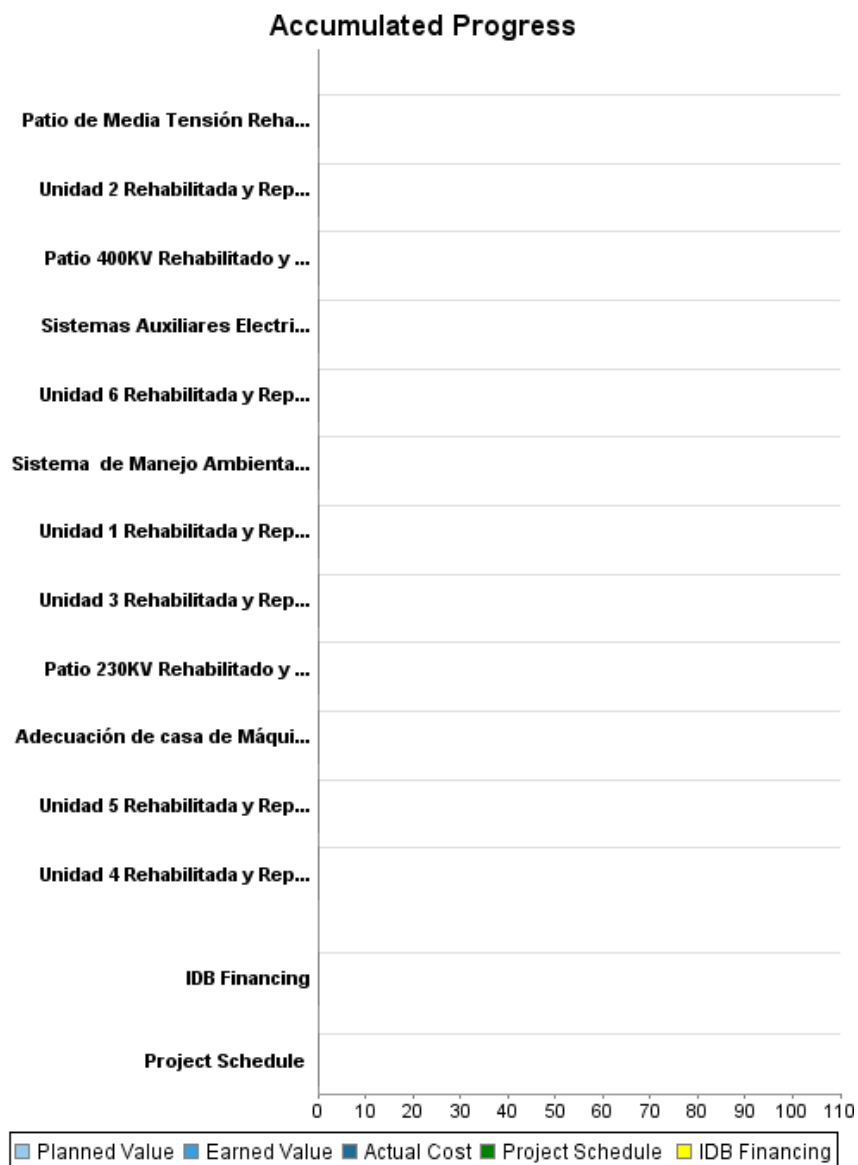 Accumulated Progress
Patio de Media Tensión Reha...
Unidad 2 Rehabilitada y Rep...
Patio 400KV Rehabilitado y ...
Sistemas Auxiliares Electri...
Unidad 6 Rehabilitada y Rep...
Sistema  de Manejo Ambienta...
Unidad 1 Rehabilitada y Rep...
Unidad 3 Rehabilitada y Rep...
Patio 230KV Rehabilitado y ...
Adecuación de casa de Máqui...
Unidad 5 Rehabilitada y Rep...
Unidad 4 Rehabilitada y Rep...
IDB Financing
Project Schedule
0 10 20 30 40 50 60 70 80 90 100 110
Planned Value Earned Value Actual Cost Project Schedule IDB Financing